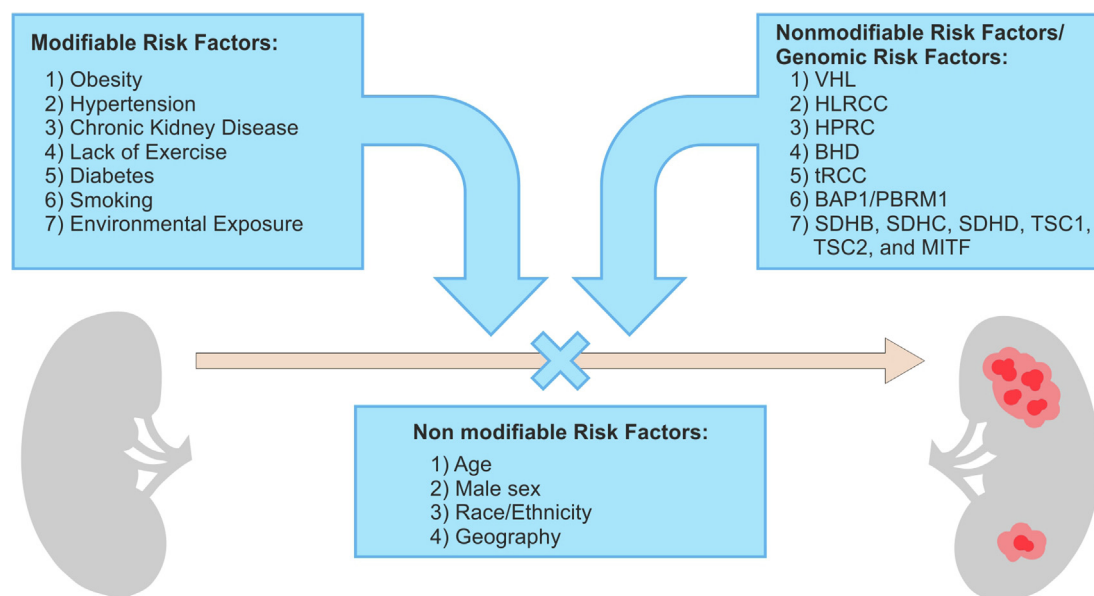 Modifiable Risk Factors:
1) Obesity
2) Hypertension
3) Chronic Kidney Disease
4) Lack of Exercise
5) Diabetes
6) Smoking
7) Environmental Exposure
Nonmodifiable Risk Factors/
Genomic Risk Factors:
1) VHL
2) HLRCC
3) HPRC
4) BHD
5) tRCC
6) BAP1/PBRM1
7) SDHB, SDHC, SDHD, TSC1,
TSC2, and MITF
Non modifiable Risk Factors:
1) Age
2) Male sex
3) Race/Ethnicity
4) Geography